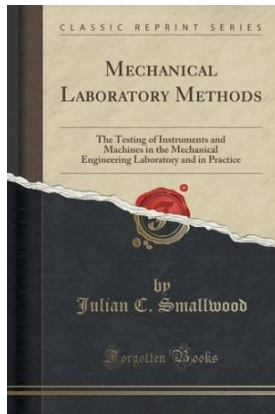 CLASSIC REPRINT SERIES
MECHANICAL
LABORATORY METHODS
The Testing of Instruments and
Machines in the Mechanical
Engineering Laboratory and in Practice
by
Julian C. Smallwood
Forgotten Books